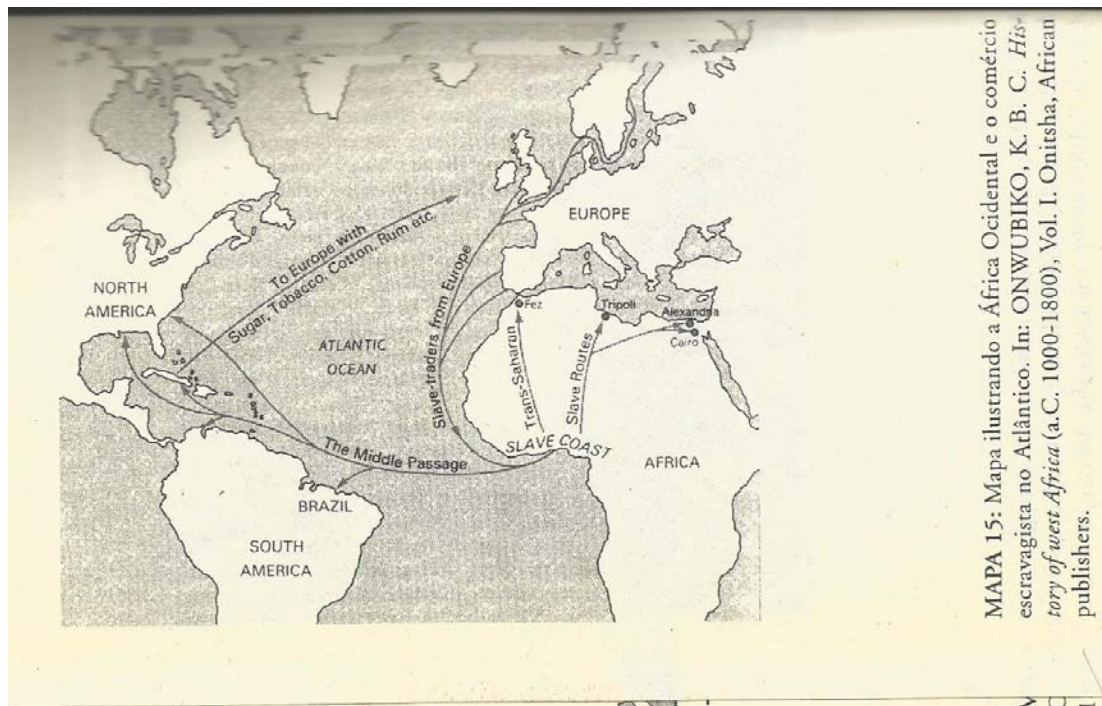 EUROPE
To Europe with
Sugar, Tobacco, Cotton, Rum etc.
NORTH
AMERICA
ATLANTIC
OCEAN
Slave-traders from Europe
Fez
Tripoli
Alexandria
Cairo
Trans-Saharan
Slave Routes
SLAVE COAST
AFRICA
The Middle Passage
BRAZIL
SOUTH
AMERICA
MAPA 15: Mapa ilustrando a África Ocidental e o comércio
escravagista no Atlântico. In: ONWUBIKO, K. B. C. His-
tory of west Africa (a.C. 1000-1800), Vol. I. Onitsha, African
publishers.